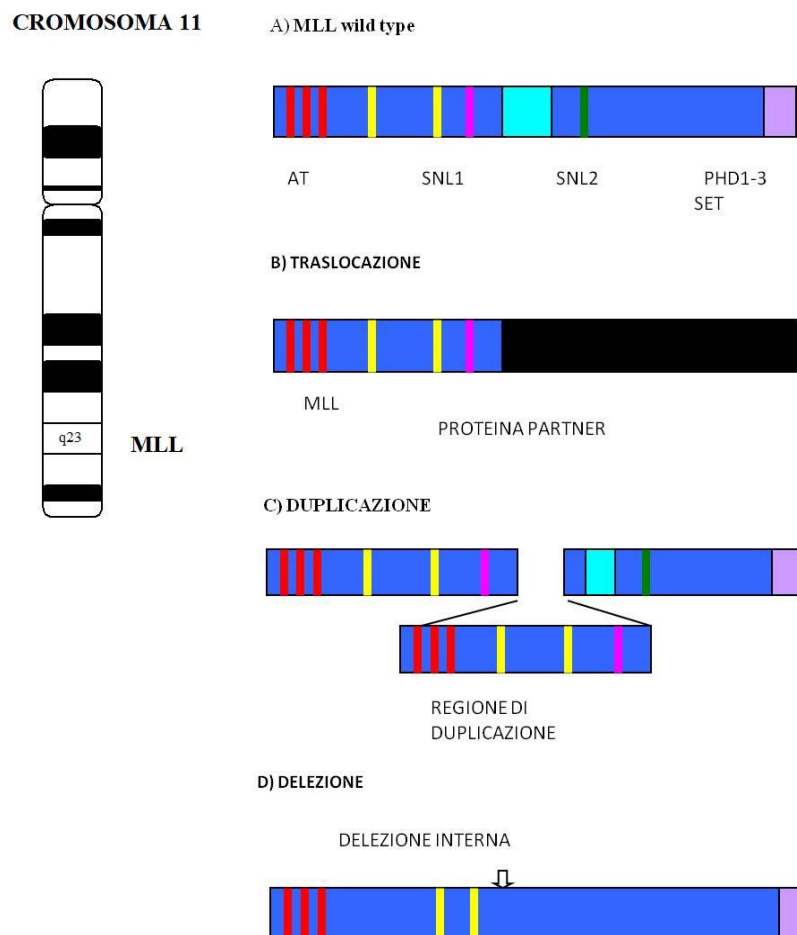 CROMOSOMA 11
A) MLL wild type
AT SNL1 SNL2 PHD1-3
SET
B) TRASLOCAZIONE
q23
MLL
MLL
PROTEINA PARTNER
C) DUPLICAZIONE
REGIONE DI
DUPLICAZIONE
D) DELEZIONE
DELEZIONE INTERNA